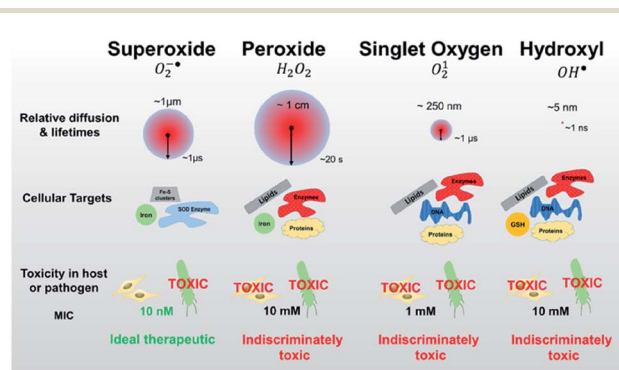 Superoxide Peroxide Singlet Oxygen Hydroxyl
O₂⁻• H₂O₂ O₂¹ OH•
Relative diffusion
& lifetimes
~1μm ~ 1 cm ~ 250 nm ~5 nm
~1μs ~20 s ~1 μs ~1 ns
Cellular Targets
Fe-S
clusters
Iron
SOD Enzyme
Lipids
Enzymes
Iron
Proteins
Lipids
Enzymes
DNA
Proteins
Lipids
Enzymes
DNA
GSH
Proteins
Toxicity in host
or pathogen
TOXIC TOXIC TOXIC TOXIC TOXIC TOXIC TOXIC
MIC
10 nM 10 mM 1 mM 10 mM
Ideal therapeutic Indiscriminately Indiscriminately Indiscriminately
toxic toxic toxic